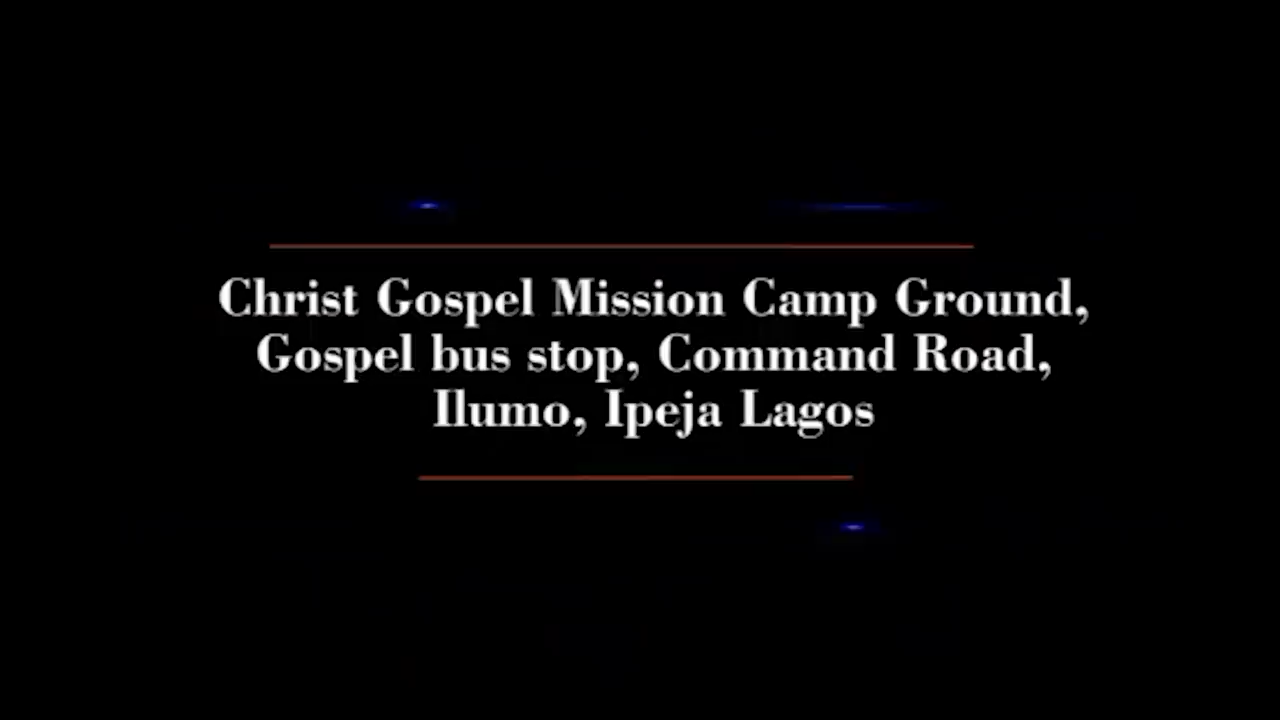 Christ Gospel Mission Camp Ground,
Gospel bus stop, Command Road,
Ilumo, Ipeja Lagos